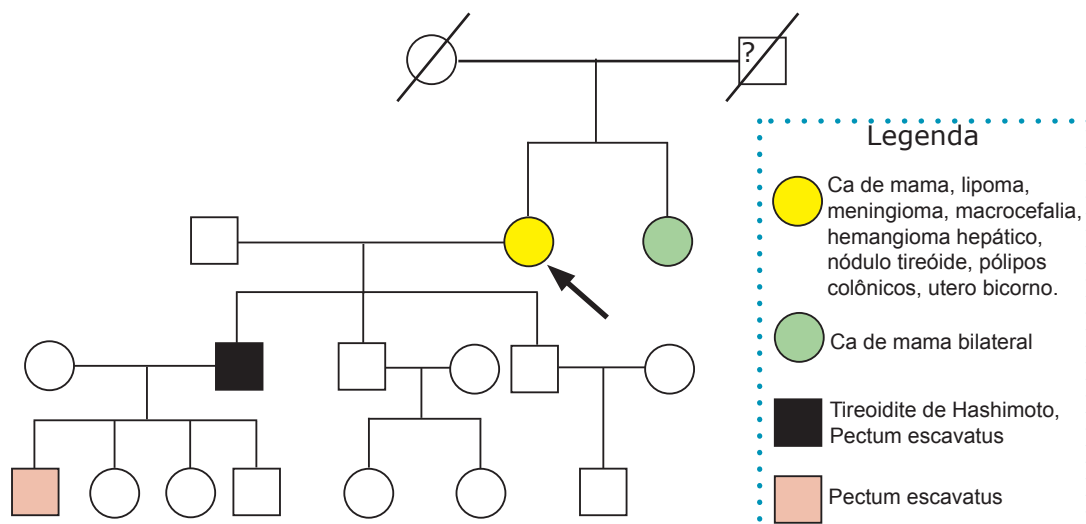 ?
Legenda
Ca de mama, lipoma,
meningioma, macrocefalia,
hemangioma hepático,
nódulo tireóide, pólipos
colônicos, utero bicorno.
Ca de mama bilateral
Tireoidite de Hashimoto,
Pectum escavatus
Pectum escavatus